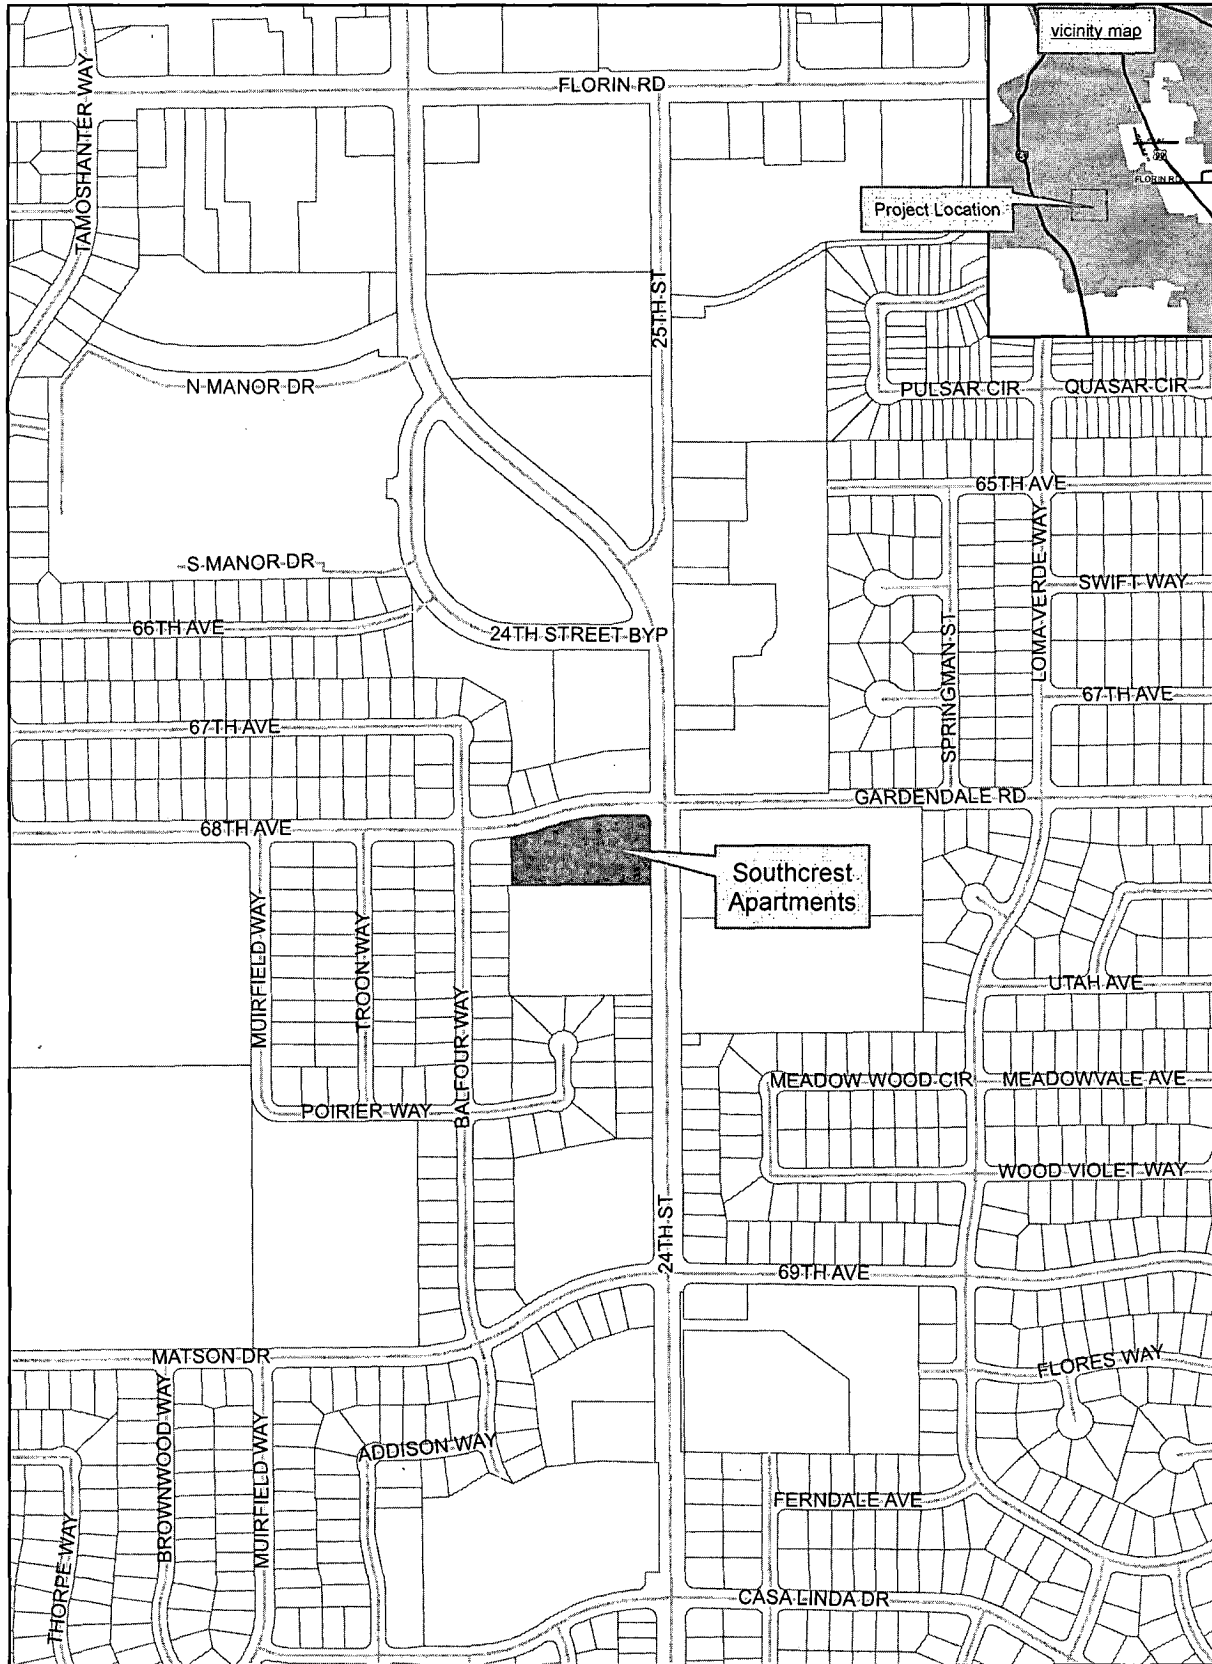 vicinity map
FLORIN RD
TAMOSHANTER WAY
99
FLORIN RD
Project Location
25TH ST
N MANOR DR
PULSAR CIR
QUASAR CIR
65TH AVE
S MANOR DR
LOMA VERDE WAY
SWIFT WAY
66TH AVE
24TH STREET BYP
SPRINGMAN ST
67TH AVE
67TH AVE
GARDENDALE RD
68TH AVE
Southcrest
Apartments
MUIRFIELD WAY
TROON WAY
BALFOUR WAY
UTAH AVE
MEADOW WOOD CIR
MEADOWVALE AVE
POIRIER WAY
WOOD VIOLET WAY
24TH ST
69TH AVE
MATSON DR
FLORES WAY
BROWNWOOD WAY
MUIRFIELD WAY
ADDISON WAY
FERNDALE AVE
THORPE WAY
CASA LINDA DR